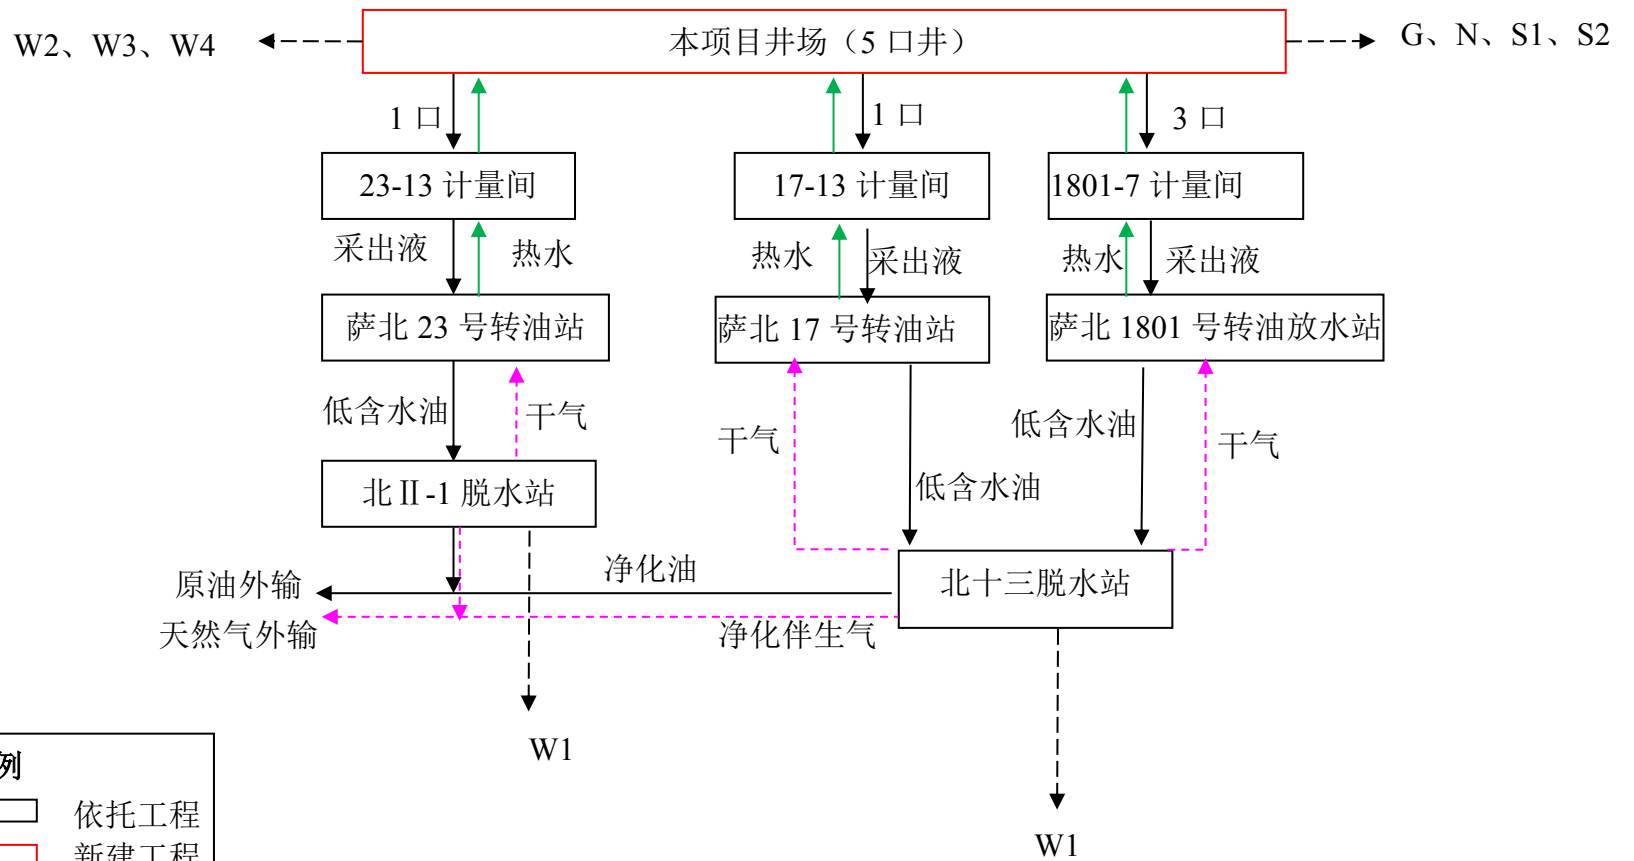 W2、W3、W4
本项目井场（5 口井）
G、N、S1、S2
1 口
1 口
3 口
23-13 计量间
17-13 计量间
1801-7 计量间
采出液
热水
热水
采出液
热水
采出液
萨北 23 号转油站
萨北 17 号转油站
萨北 1801 号转油放水站
低含水油
干气
干气
低含水油
低含水油
干气
北Ⅱ-1 脱水站
北十三脱水站
净化油
原油外输
天然气外输
净化伴生气
W1
W1
例
依托工程
新建工程